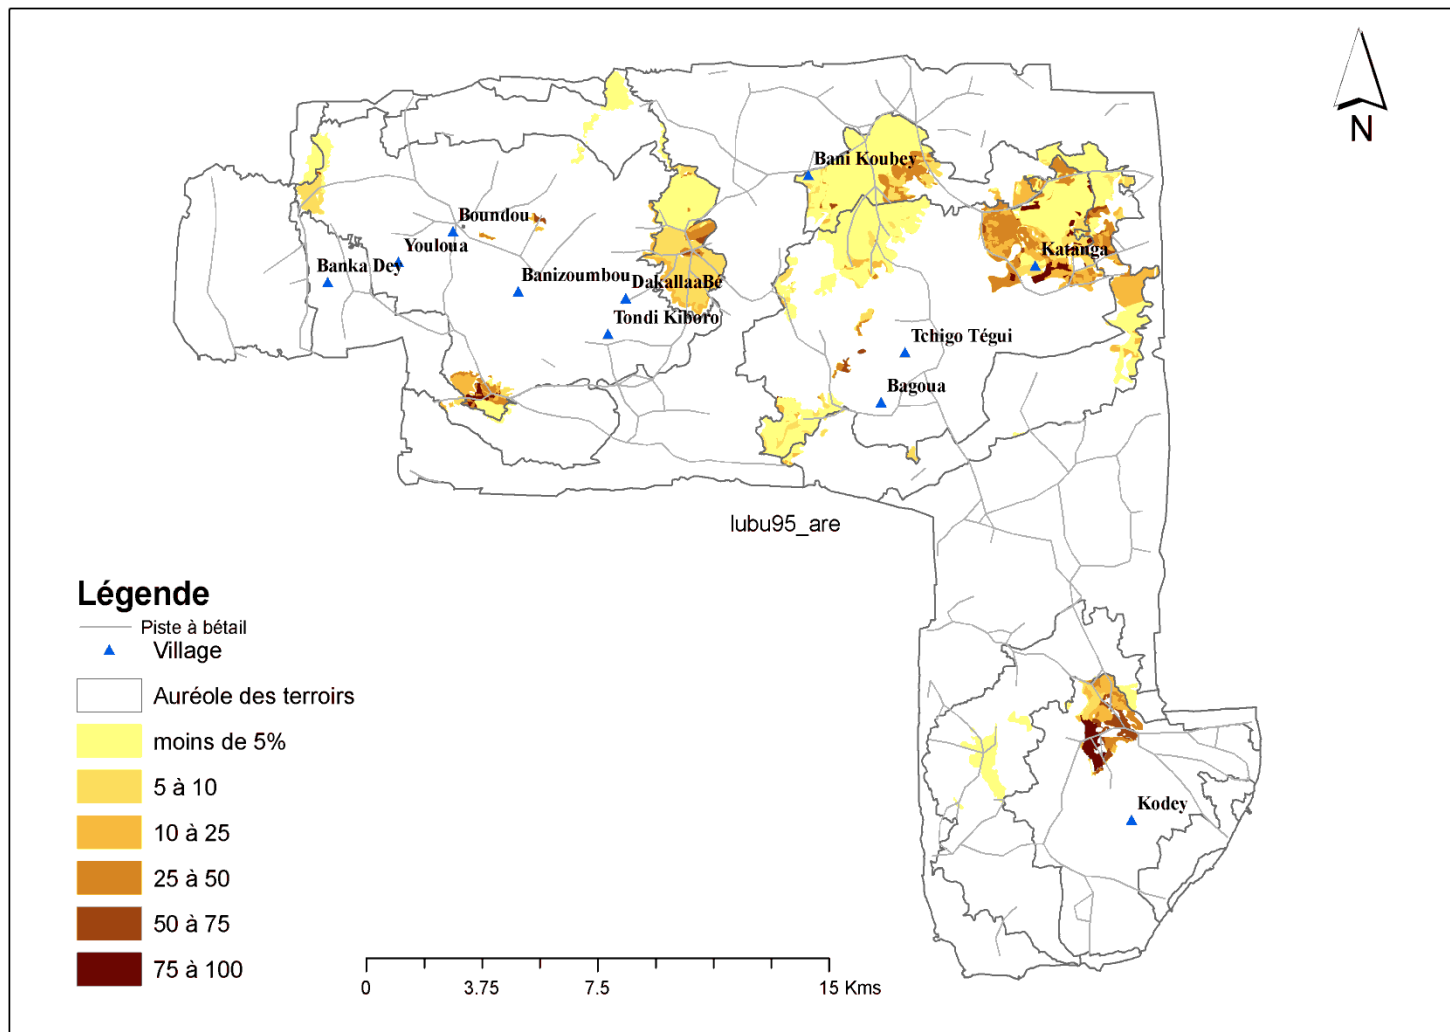 N
Bani Koubey
Boundou
Youloua
Katanga
Banka Dey
Banizoumbou
DakallaaBé
Tondi Kiboro
Tchigo Tégui
Bagoua
lubu95_are
Légende
Piste à bétail
Village
Auréole des terroirs
moins de 5%
5 à 10
10 à 25
25 à 50
50 à 75
75 à 100
Kodey
0 3.75 7.5 15 Kms